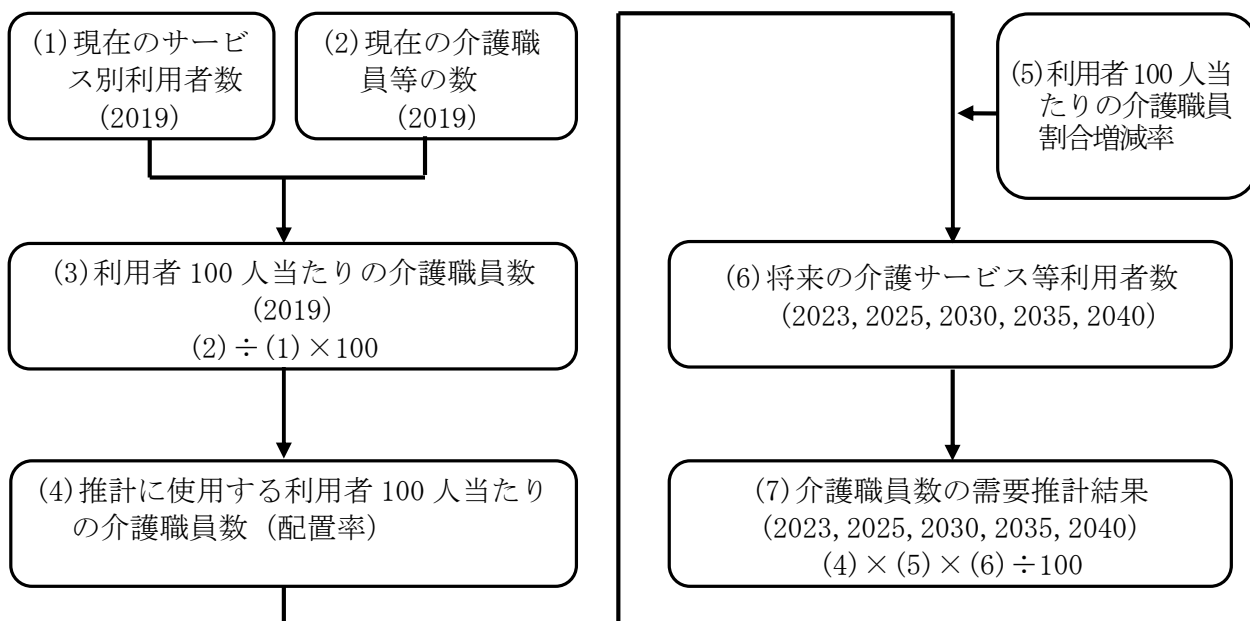 (1)現在のサービ
ス別利用者数
(2019)
(2)現在の介護職
員等の数
(2019)
(3)利用者 100 人当たりの介護職員数
(2019)
(2)÷(1)×100
(4)推計に使用する利用者 100 人当たり
の介護職員数（配置率）
(5)利用者 100 人当
たりの介護職員
割合増減率
(6)将来の介護サービス等利用者数
(2023, 2025, 2030, 2035, 2040)
(7)介護職員数の需要推計結果
(2023, 2025, 2030, 2035, 2040)
(4)×(5)×(6)÷100